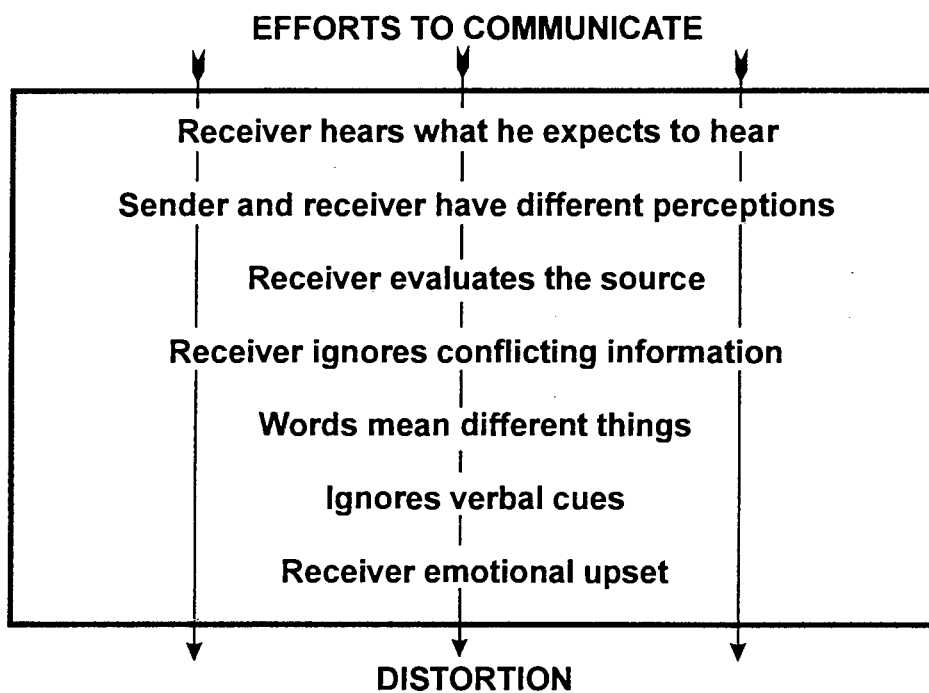 EFFORTS TO COMMUNICATE
Receiver hears what he expects to hear
Sender and receiver have different perceptions
Receiver evaluates the source
Receiver ignores conflicting information
Words mean different things
Ignores verbal cues
Receiver emotional upset
DISTORTION